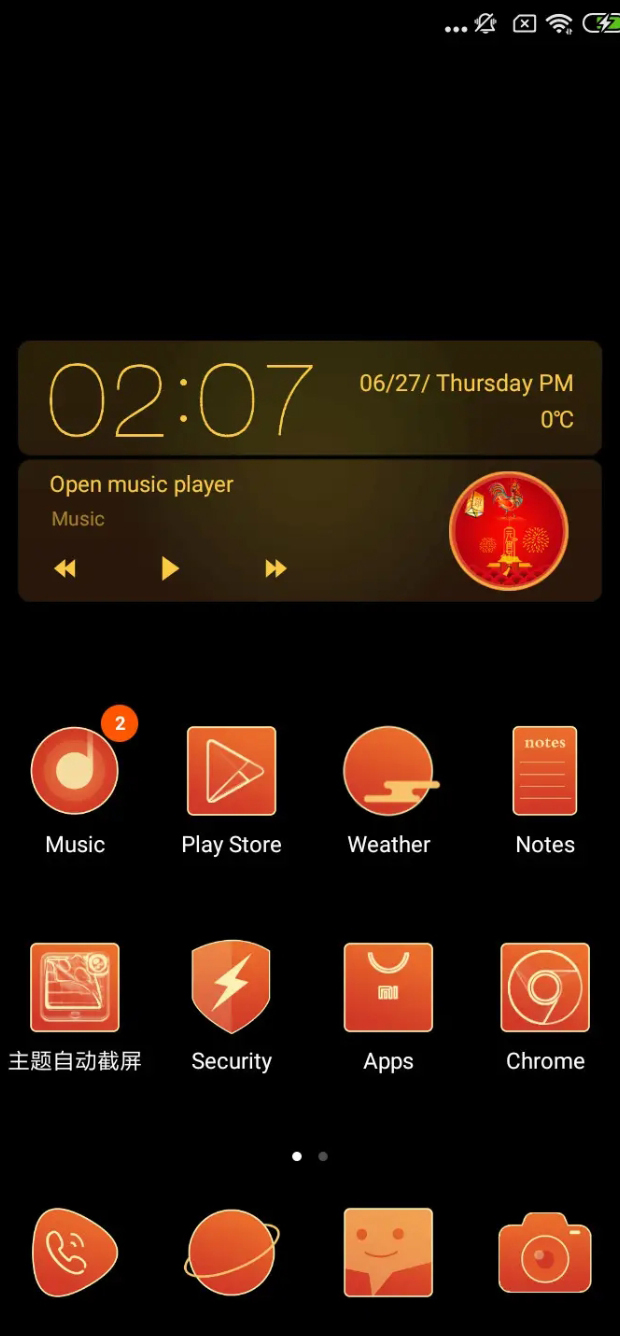 02:07
06/27/ Thursday PM
0℃
Open music player
Music
2
Music
Play Store
Weather
notes
Notes
MI
主题自动截屏
Security
Apps
Chrome